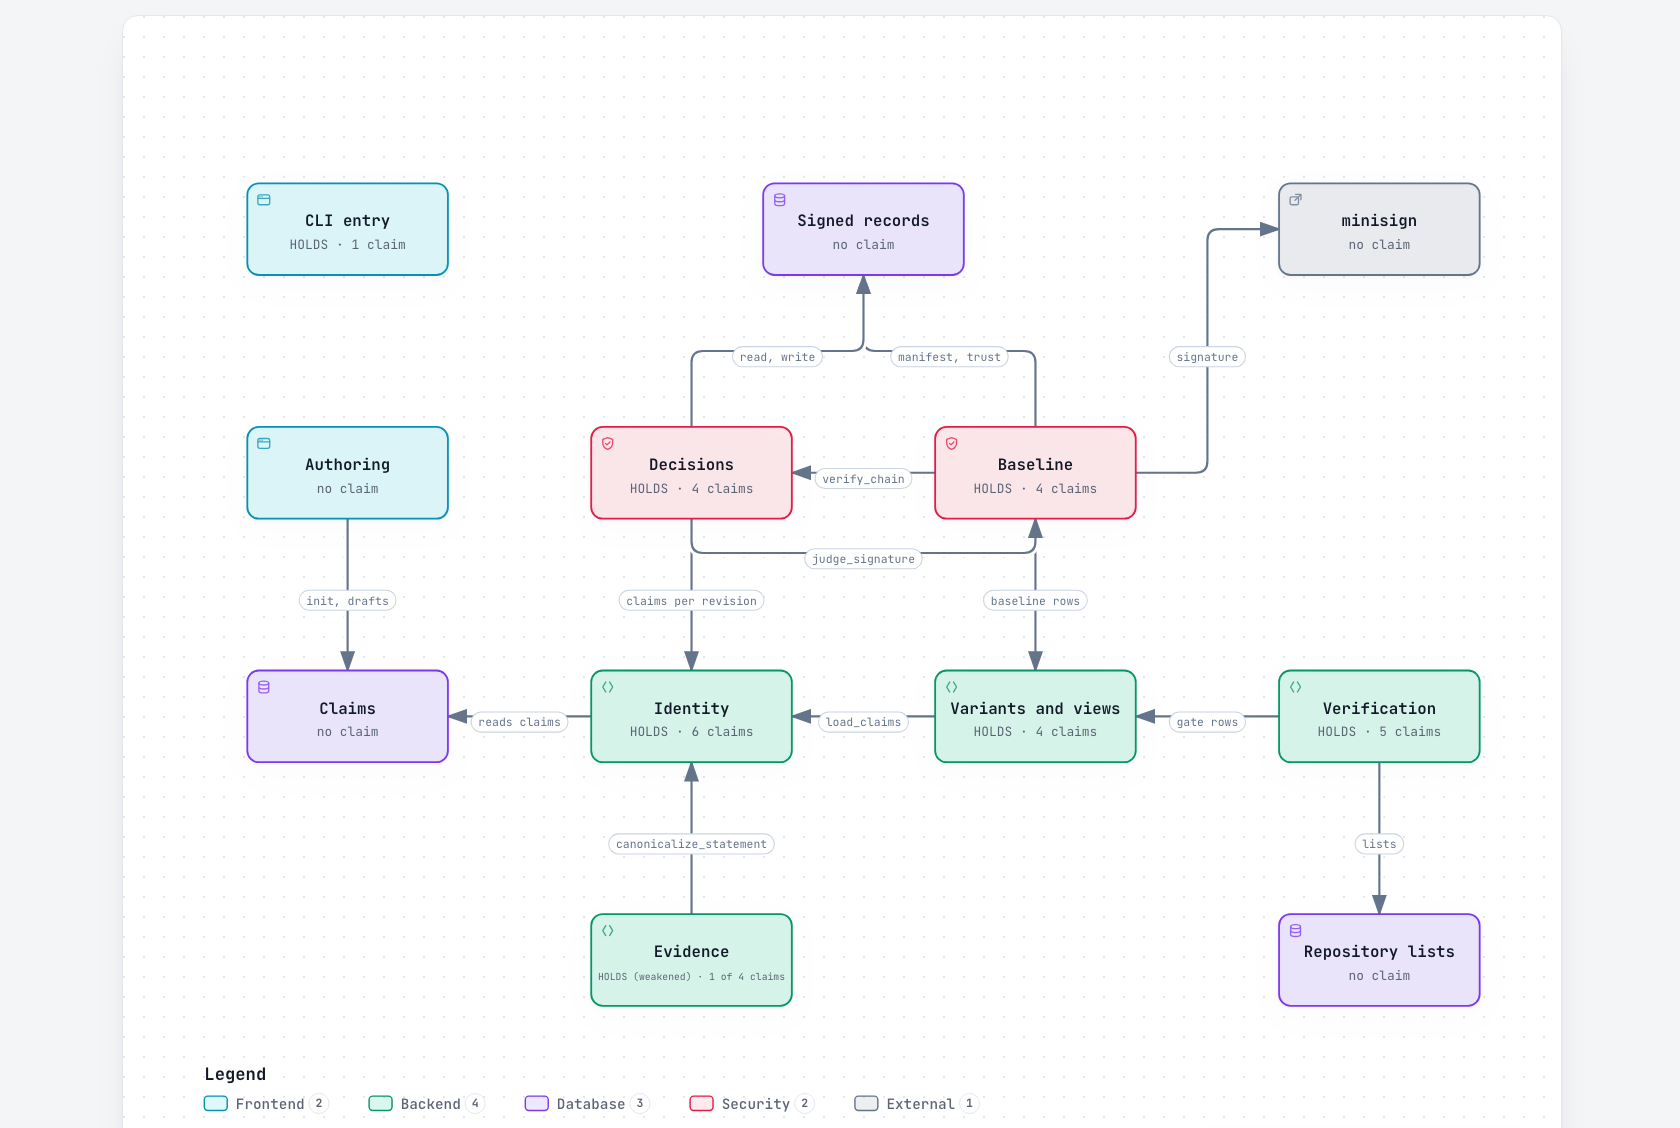 CLI entry
HOLDS · 1 claim
Signed records
no claim
minisign
no claim
read, write
manifest, trust
signature
Authoring
no claim
Decisions
HOLDS · 4 claims
verify_chain
Baseline
HOLDS · 4 claims
judge_signature
init, drafts
claims per revision
baseline rows
Claims
no claim
reads claims
Identity
HOLDS · 6 claims
load_claims
Variants and views
HOLDS · 4 claims
gate rows
Verification
HOLDS · 5 claims
canonicalize_statement
lists
Evidence
HOLDS (weakened) · 1 of 4 claims
Repository lists
no claim
Legend
Frontend 2
Backend 4
Database 3
Security 2
External 1